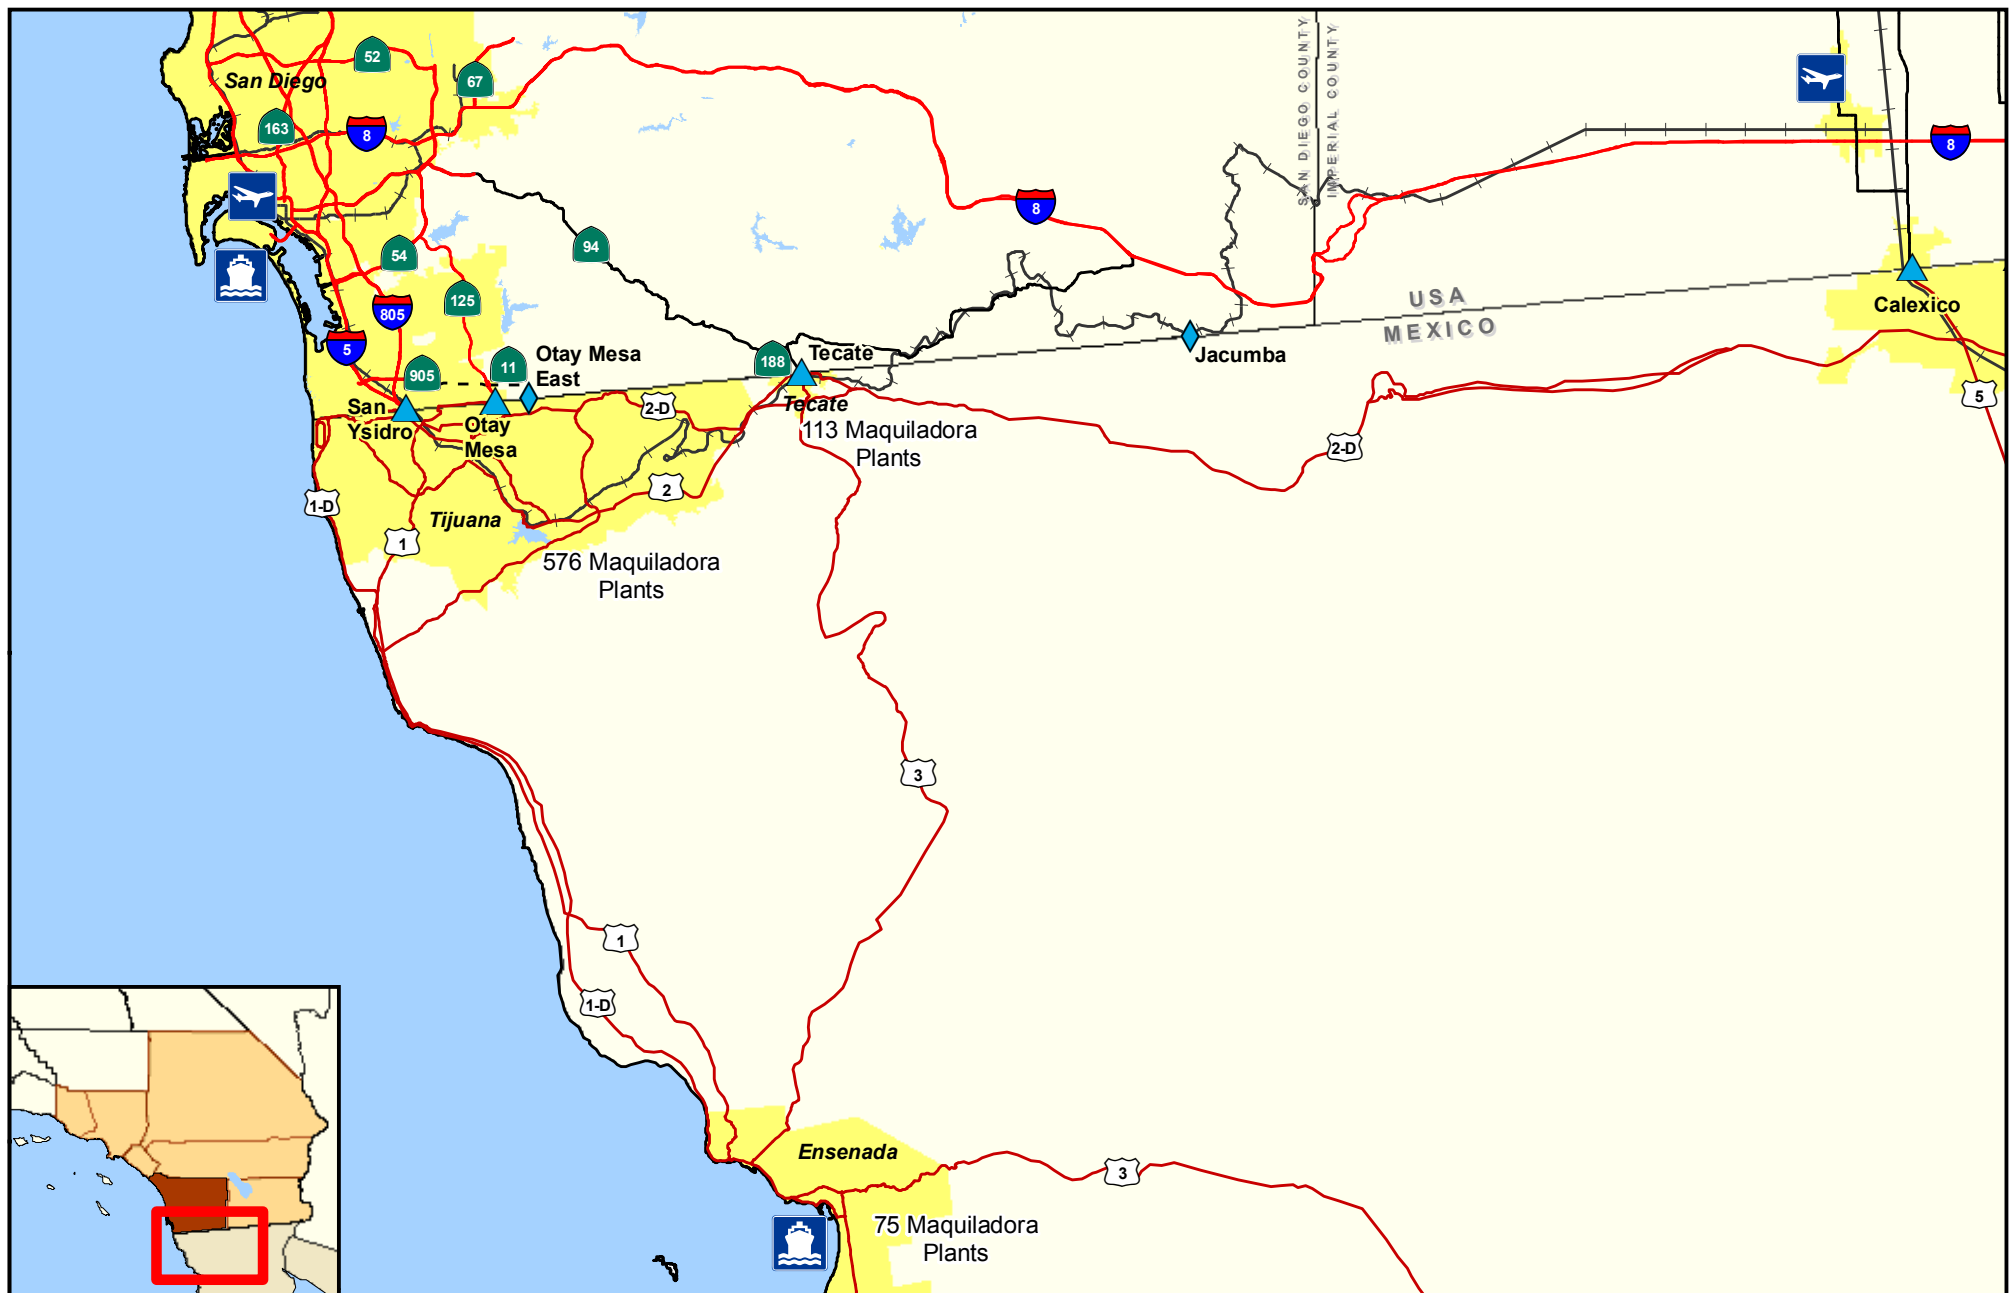 52
San Diego
67
163
8
SAN DIEGO COUNTY
IMPERIAL COUNTY
8
8
94
54
125
805
5
USA
MEXICO
Calexico
Otay Mesa
East
11
905
188
Tecate
Jacumba
San
Ysidro
Otay
Mesa
2-D
Tecate
113 Maquiladora
Plants
2-D
5
1-D
2
Tijuana
1
576 Maquiladora
Plants
3
1
1-D
Ensenada
3
75 Maquiladora
Plants